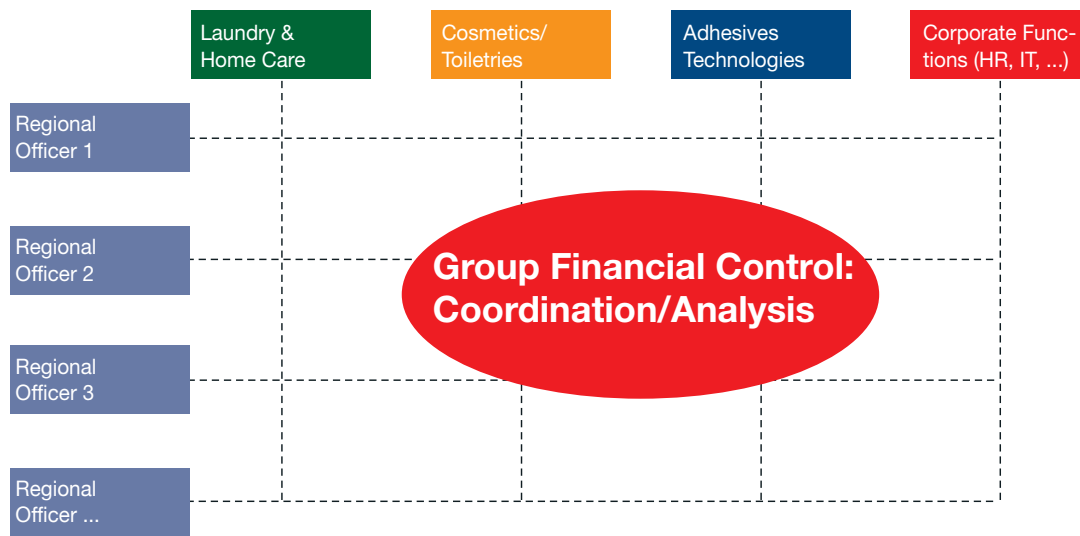 Laundry &
Home Care
Cosmetics/
Toiletries
Adhesives
Technologies
Corporate Func-
tions (HR, IT, ...)
Regional
Officer 1
Regional
Officer 2
Group Financial Control:
Coordination/Analysis
Regional
Officer 3
Regional
Officer ...